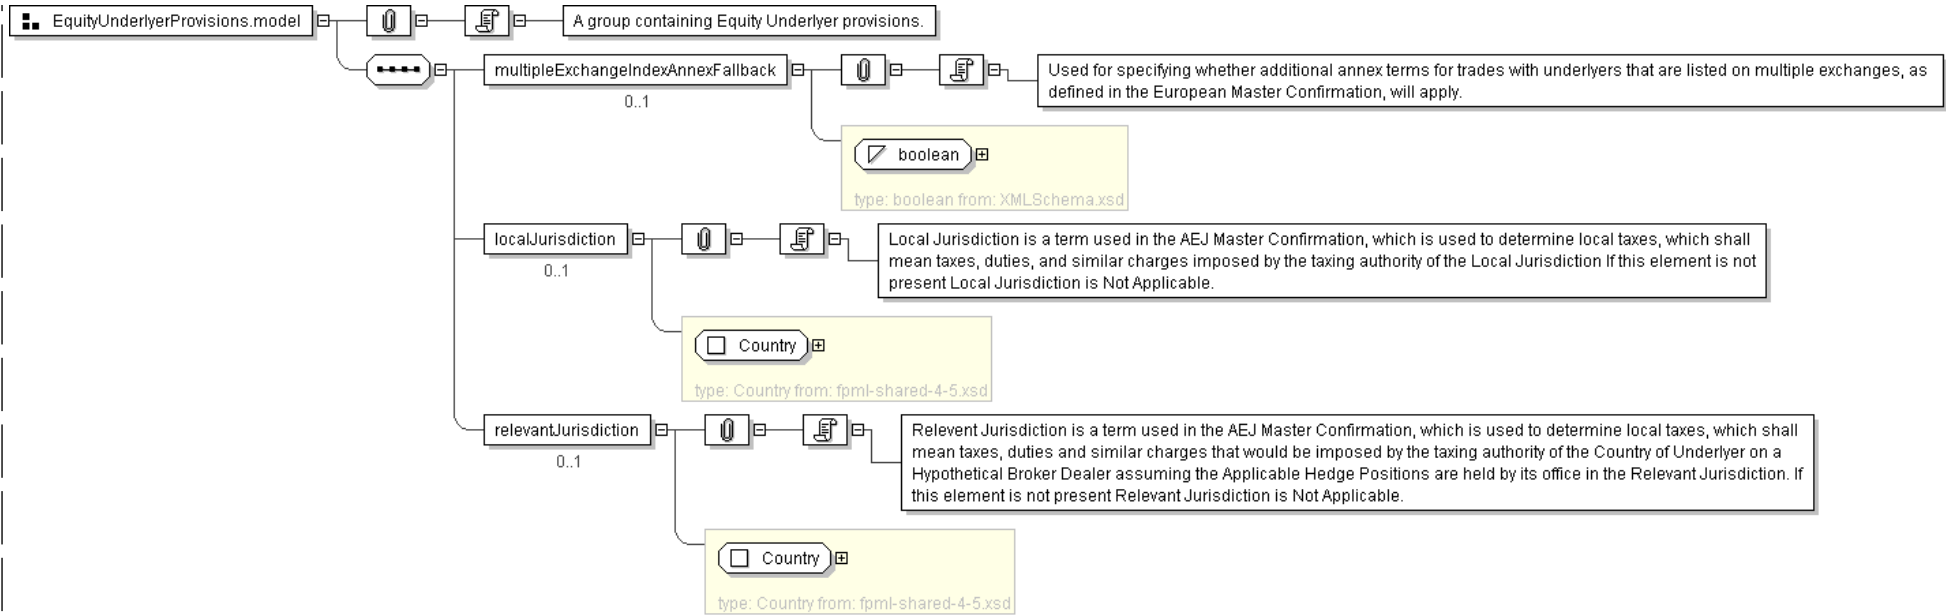 EquityUnderlyerProvisions.model
A group containing Equity Underlyer provisions.
multipleExchangeIndexAnnexFallback
0..1
Used for specifying whether additional annex terms for trades with underlyers that are listed on multiple exchanges, as
defined in the European Master Confirmation, will apply.
boolean
type: boolean from: XMLSchema.xsd
localJurisdiction
0..1
Local Jurisdiction is a term used in the AEJ Master Confirmation, which is used to determine local taxes, which shall
mean taxes, duties, and similar charges imposed by the taxing authority of the Local Jurisdiction If this element is not
present Local Jurisdiction is Not Applicable.
Country
type: Country from: fpml-shared-4-5.xsd
relevantJurisdiction
0..1
Relevent Jurisdiction is a term used in the AEJ Master Confirmation, which is used to determine local taxes, which shall
mean taxes, duties and similar charges that would be imposed by the taxing authority of the Country of Underlyer on a
Hypothetical Broker Dealer assuming the Applicable Hedge Positions are held by its office in the Relevant Jurisdiction. If
this element is not present Relevant Jurisdiction is Not Applicable.
Country
type: Country from: fpml-shared-4-5.xsd